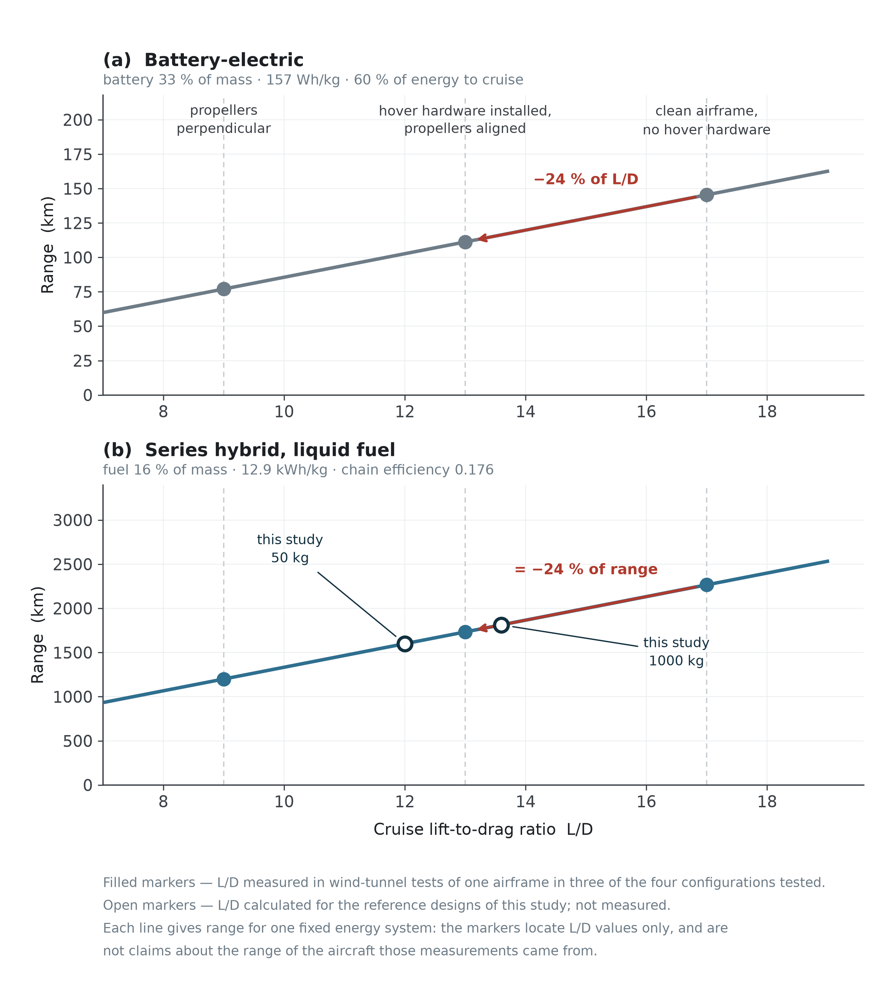 (a) Battery-electric
battery 33 % of mass · 157 Wh/kg · 60 % of energy to cruise
propellers
perpendicular
hover hardware installed,
propellers aligned
clean airframe,
no hover hardware
−24 % of L/D
Range (km)
200
175
150
125
100
75
50
25
0
8 10 12 14 16 18
(b) Series hybrid, liquid fuel
fuel 16 % of mass · 12.9 kWh/kg · chain efficiency 0.176
this study
50 kg
= −24 % of range
this study
1000 kg
Range (km)
3000
2500
2000
1500
1000
500
0
8 10 12 14 16 18
Cruise lift-to-drag ratio L/D
Filled markers — L/D measured in wind-tunnel tests of one airframe in three of the four configurations tested.
Open markers — L/D calculated for the reference designs of this study; not measured.
Each line gives range for one fixed energy system: the markers locate L/D values only, and are
not claims about the range of the aircraft those measurements came from.